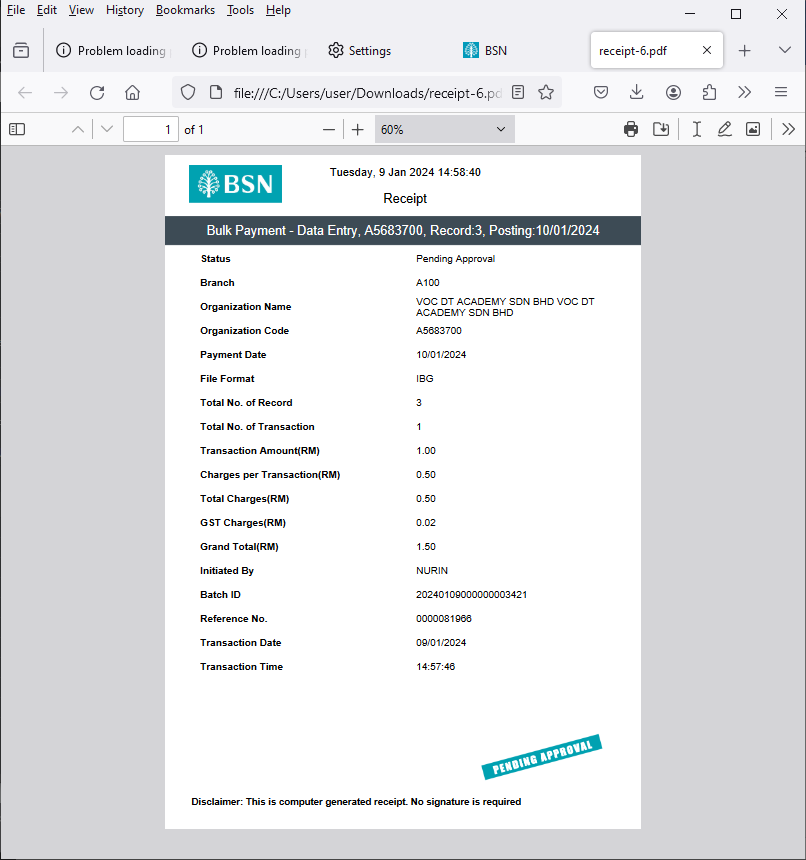 File Edit View History Bookmarks Tools Help
Problem loading Problem loading Settings BSN receipt-6.pdf
file:///C:/Users/user/Downloads/receipt-6.pd
1 of 1 60%
BSN
Tuesday, 9 Jan 2024 14:58:40
Receipt
Bulk Payment - Data Entry, A5683700, Record:3, Posting:10/01/2024
Status Pending Approval
Branch A100
Organization Name VOC DT ACADEMY SDN BHD VOC DT
ACADEMY SDN BHD
Organization Code A5683700
Payment Date 10/01/2024
File Format IBG
Total No. of Record 3
Total No. of Transaction 1
Transaction Amount(RM) 1.00
Charges per Transaction(RM) 0.50
Total Charges(RM) 0.50
GST Charges(RM) 0.02
Grand Total(RM) 1.50
Initiated By NURIN
Batch ID 20240109000000003421
Reference No. 0000081966
Transaction Date 09/01/2024
Transaction Time 14:57:46
PENDING APPROVAL
Disclaimer: This is computer generated receipt. No signature is required